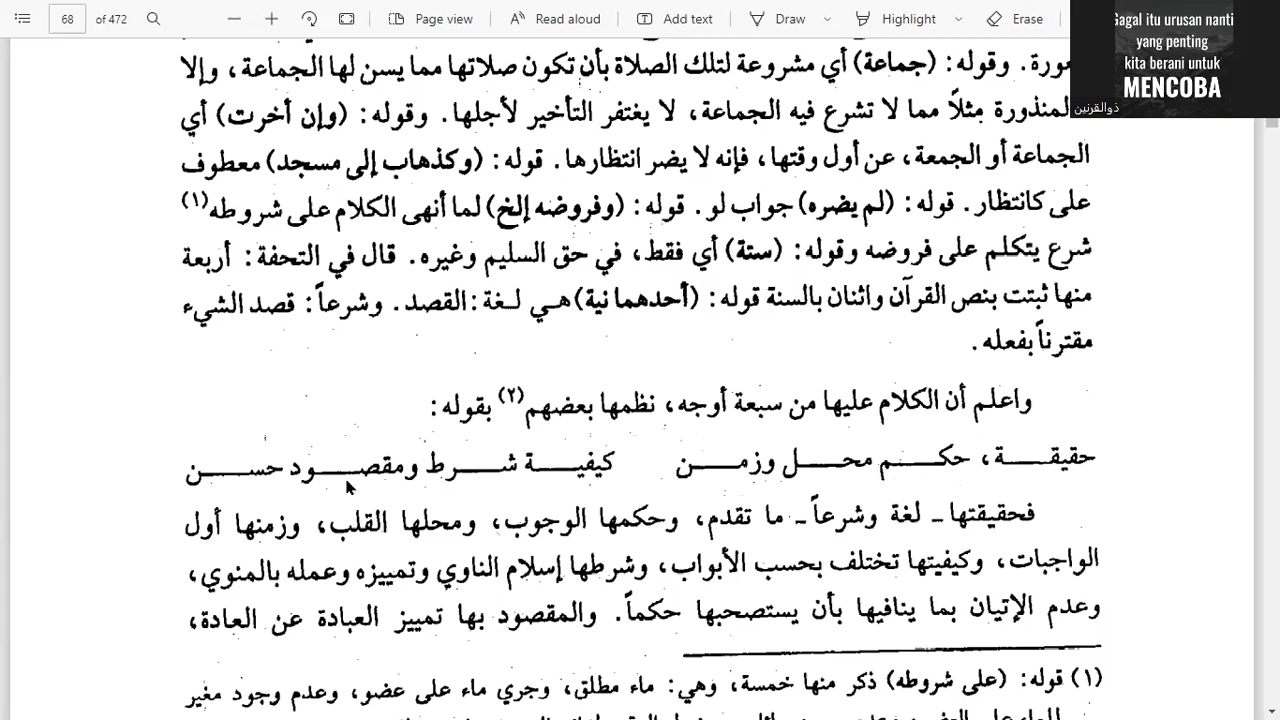 68 of 472
Page view
Read aloud
Add text
Draw
Highlight
Erase
Gagal itu urusan nanti
yang penting
kita berani untuk
MENCOBA
ذوالقرنين
عورة. وقوله: (جماعة) أي مشروعة لتلك الصلاة بأن تكون صلاتها مما يسن لها الجماعة، وإلا
المنذورة مثلاً مما لا تشرع فيه الجماعة، لا يغتفر التأخير لأجلها. وقوله: (وإن أخرت) أي
الجماعة أو الجمعة، عن أول وقتها، فإنه لا يضر انتظارها. قوله: (وكذهاب إلى مسجد) معطوف
على كانتظار. قوله: (لم يضره) جواب لو. قوله: (وفروضه إلخ) لما أنهى الكلام على شروطه(١)
شرع يتكلم على فروضه وقوله: (ستة) أي فقط، في حق السليم وغيره. قال في التحفة: أربعة
منها ثبتت بنص القرآن واثنان بالسنة قوله: (أحدهما نية) هي لغة: القصد. وشرعاً: قصد الشيء
مقترناً بفعله.
واعلم أن الكلام عليها من سبعة أوجه، نظمها بعضهم(٢) بقوله:
حقيقة، حكم محل وزمن كيفية شرط ومقصود حسن
فحقيقتها ـ لغة وشرعاً ـ ما تقدم، وحكمها الوجوب، ومحلها القلب، وزمنها أول
الواجبات، وكيفيتها تختلف بحسب الأبواب، وشرطها إسلام الناوي وتمييزه وعمله بالمنوي،
وعدم الإتيان بما ينافيها بأن يستصحبها حكماً. والمقصود بها تمييز العبادة عن العادة،
(١) قوله: (على شروطه) ذكر منها خمسة، وهي: ماء مطلق، وجري ماء على عضو، وعدم وجود مغير